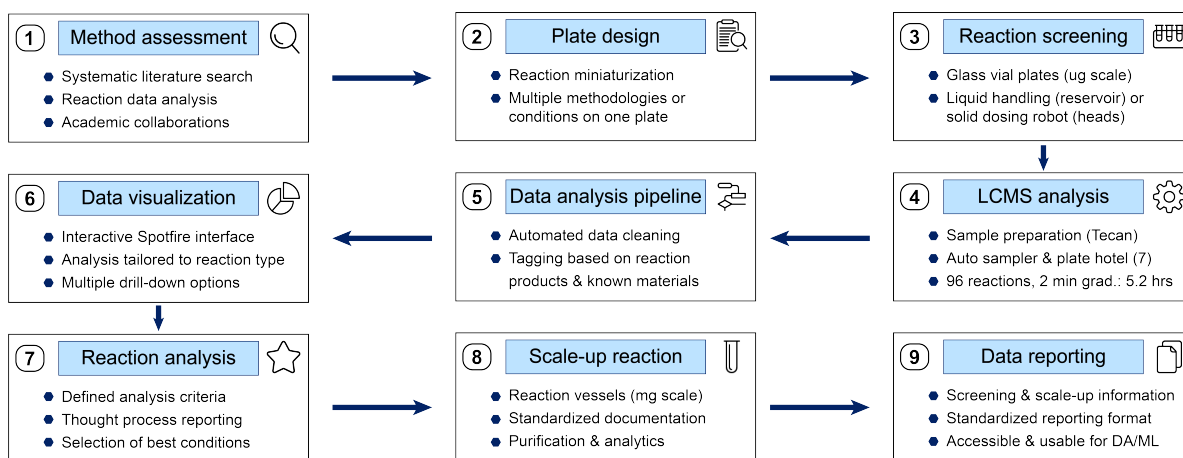 1
Method assessment
Systematic literature search
Reaction data analysis
Academic collaborations
2
Plate design
Reaction miniaturization
Multiple methodologies or
conditions on one plate
3
Reaction screening
Glass vial plates (ug scale)
Liquid handling (reservoir) or
solid dosing robot (heads)
4
LCMS analysis
Sample preparation (Tecan)
Auto sampler & plate hotel (7)
96 reactions, 2 min grad.: 5.2 hrs
5
Data analysis pipeline
Automated data cleaning
Tagging based on reaction
products & known materials
6
Data visualization
Interactive Spotfire interface
Analysis tailored to reaction type
Multiple drill-down options
7
Reaction analysis
Defined analysis criteria
Thought process reporting
Selection of best conditions
8
Scale-up reaction
Reaction vessels (mg scale)
Standardized documentation
Purification & analytics
9
Data reporting
Screening & scale-up information
Standardized reporting format
Accessible & usable for DA/ML